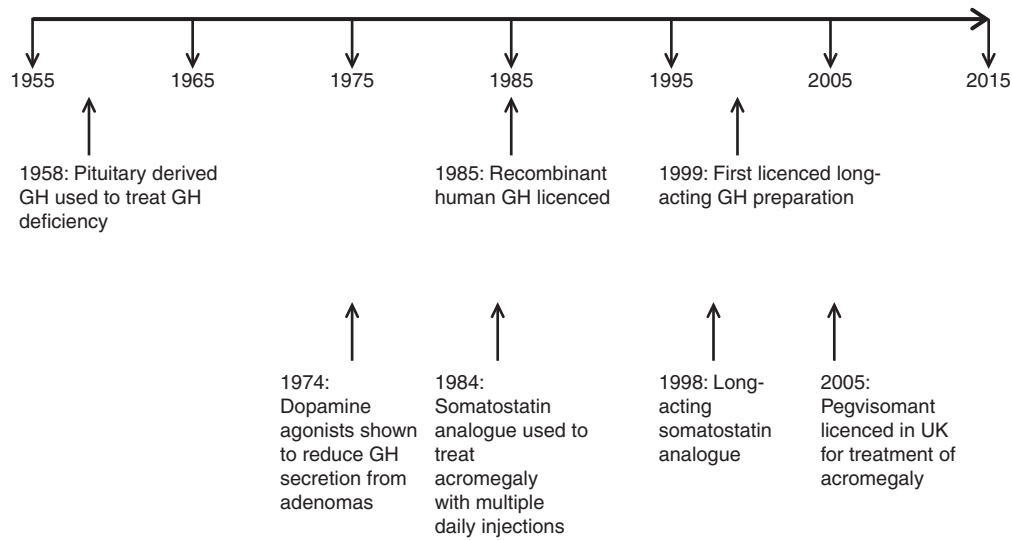 1955 1965 1975 1985 1995 2005 2015
1958: Pituitary derived
GH used to treat GH
deficiency
1985: Recombinant
human GH licenced
1999: First licenced long-
acting GH preparation
1974:
Dopamine
agonists shown
to reduce GH
secretion from
adenomas
1984:
Somatostatin
analogue used to
treat
acromegaly
with multiple
daily injections
1998: Long-
acting
somatostatin
analogue
2005:
Pegvisomant
licenced in UK
for treatment of
acromegaly